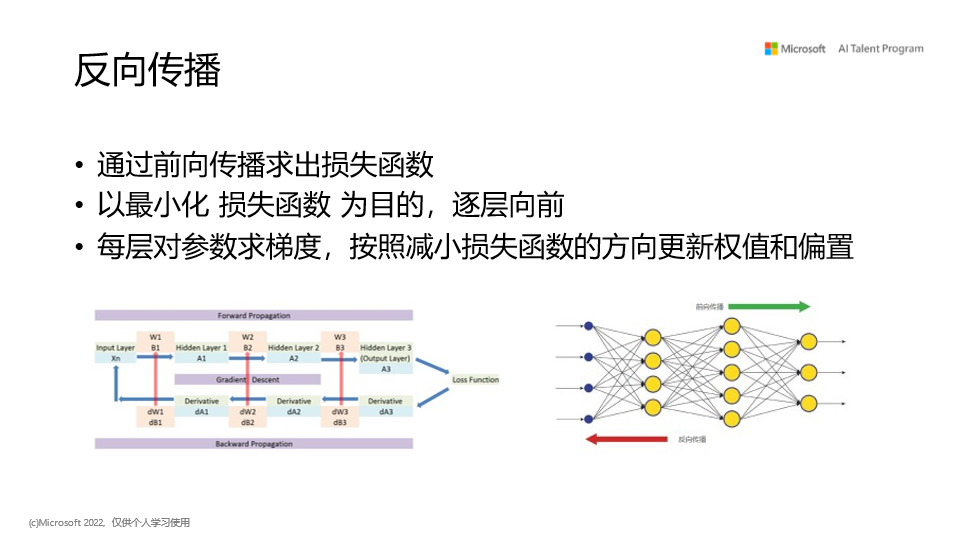 反向传播
Microsoft AI Talent Program
• 通过前向传播求出损失函数
• 以最小化 损失函数 为目的，逐层向前
• 每层对参数求梯度，按照减小损失函数的方向更新权值和偏置
Forward Propagation
W1
B1
W2
B2
W3
B3
Input Layer
Xn
Hidden Layer 1
A1
Hidden Layer 2
A2
Hidden Layer 3
(Output Layer)
A3
Gradient Descent
Loss Function
Derivative
dA1
Derivative
dA2
Derivative
dA3
dW1
dB1
dW2
dB2
dW3
dB3
Backward Propagation
前向传播
反向传播
(c)Microsoft 2022, 仅供个人学习使用